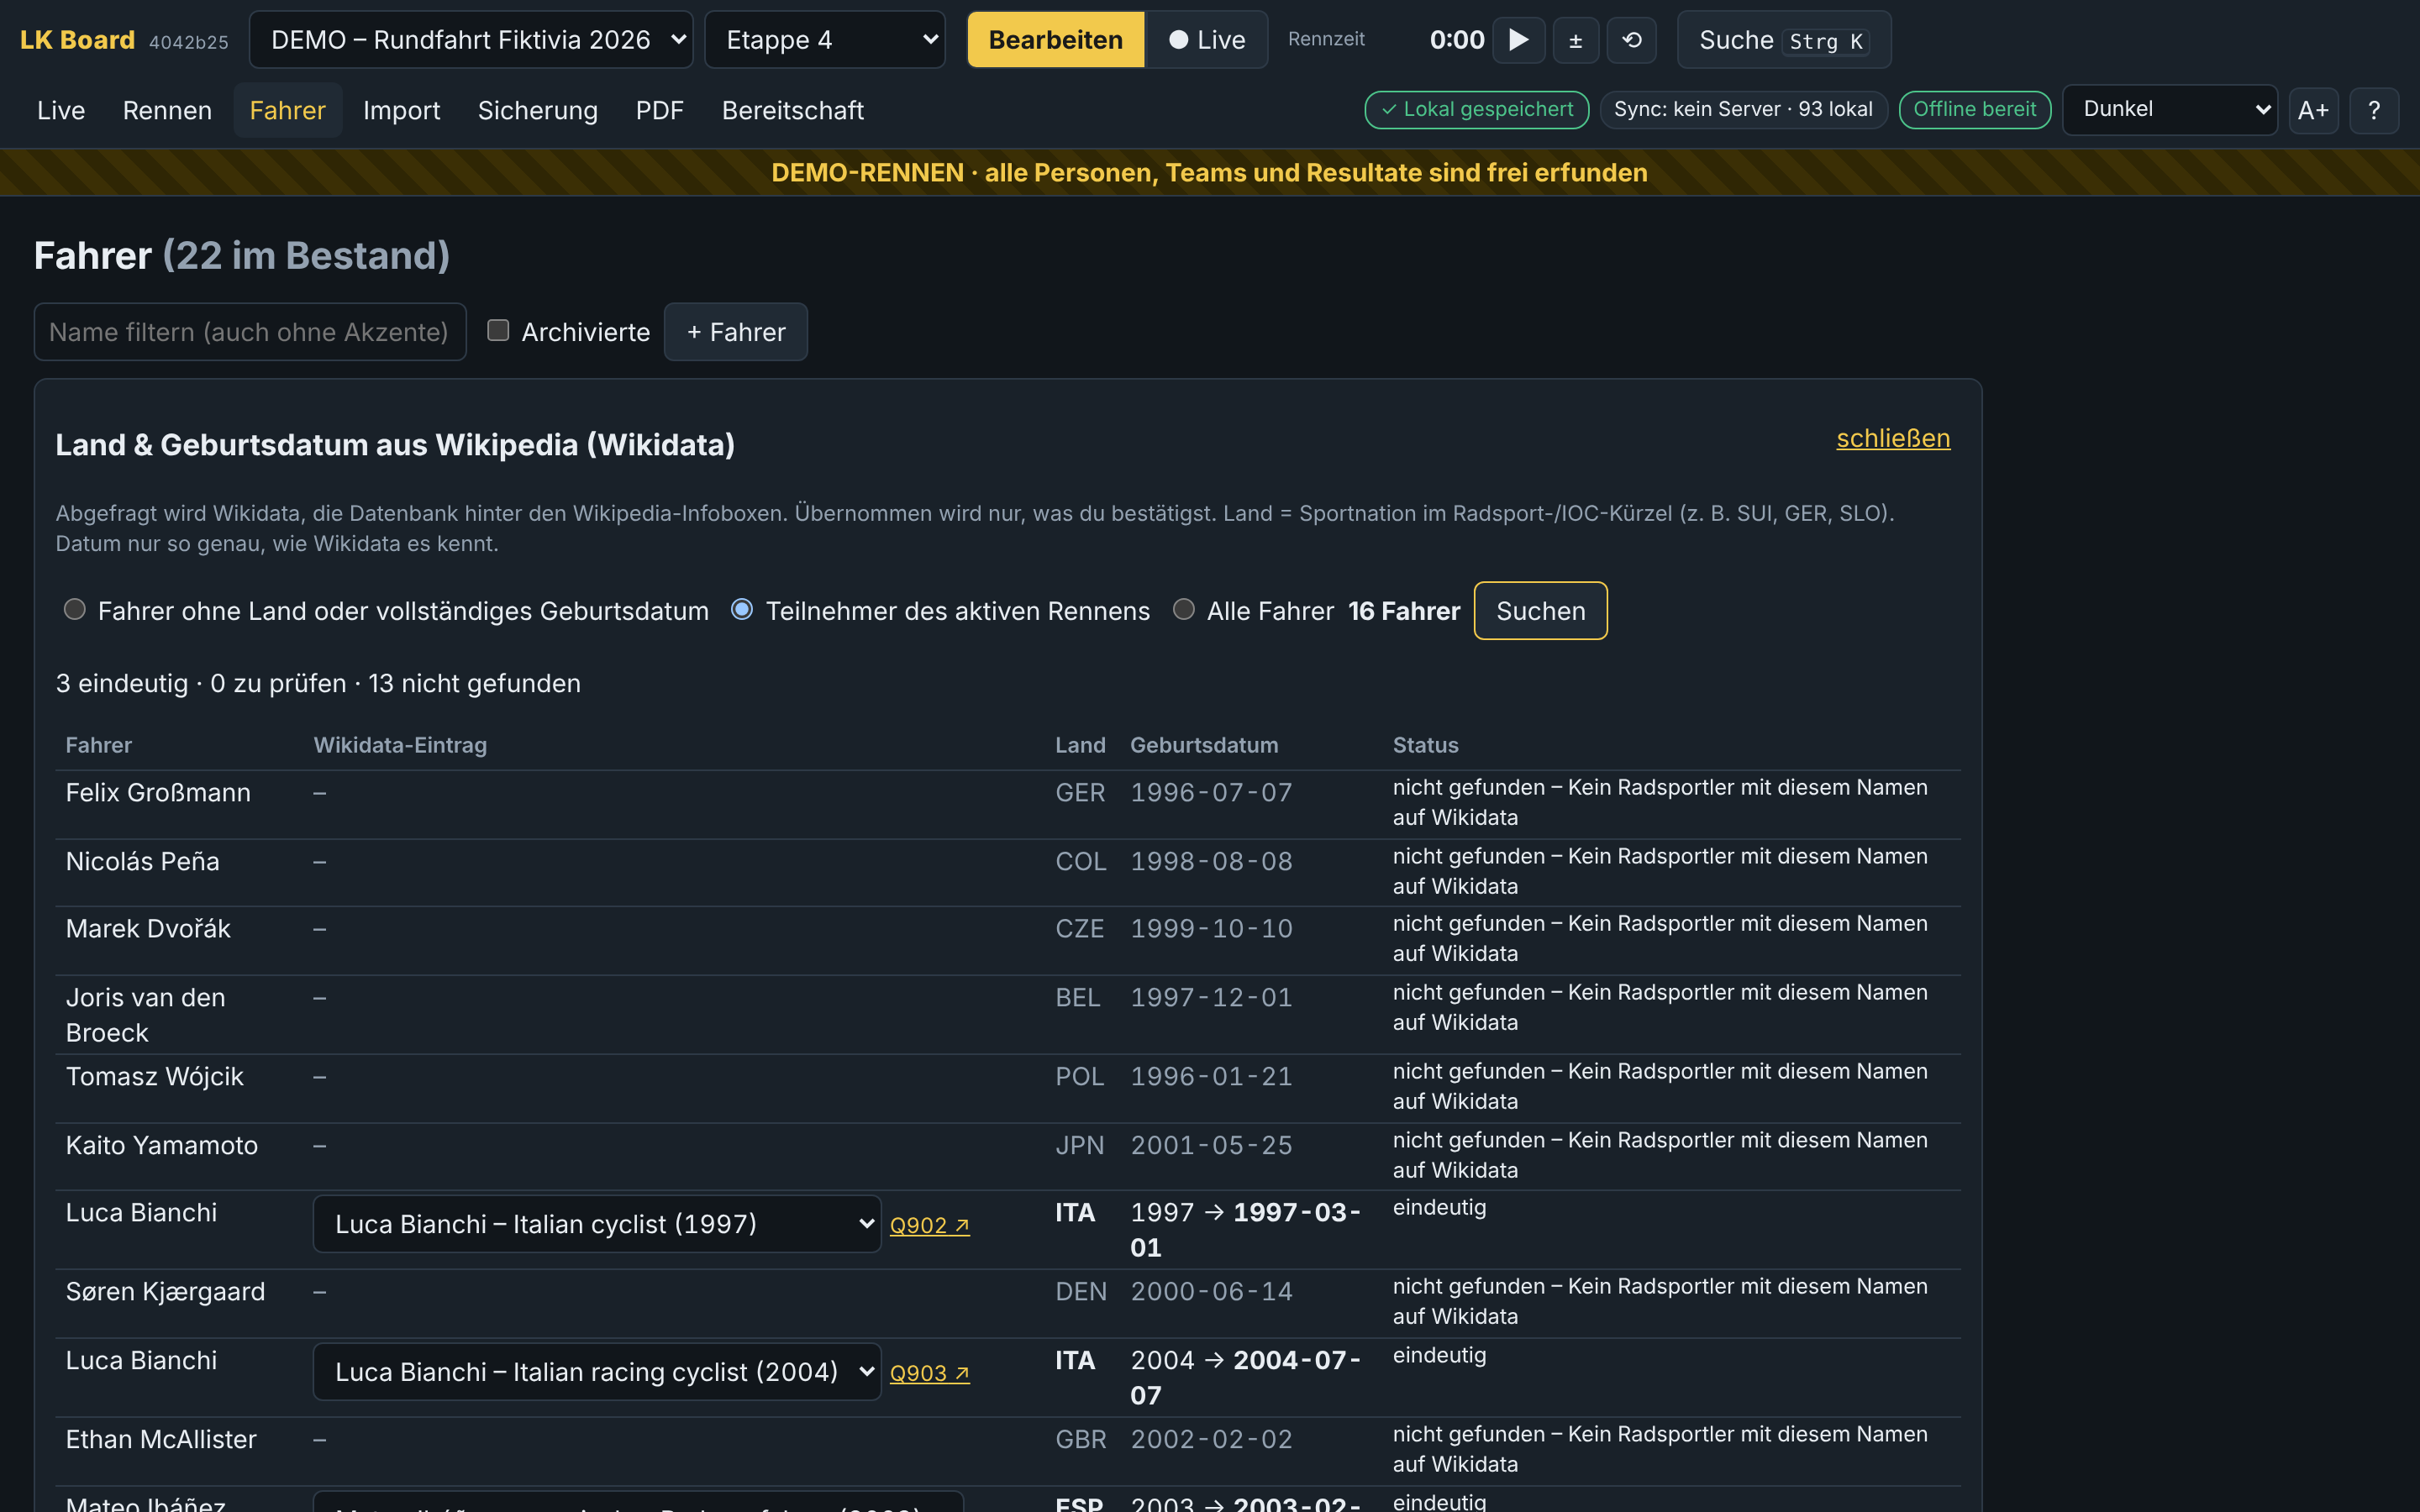 LK Board 4042b25 DEMO – Rundfahrt Fiktivia 2026 Etappe 4 Bearbeiten Live Rennzeit 0:00 ▶ ± ⟲ Suche Strg K
Live Rennen Fahrer Import Sicherung PDF Bereitschaft ✓ Lokal gespeichert Sync: kein Server · 93 lokal Offline bereit Dunkel A+ ?
DEMO-RENNEN · alle Personen, Teams und Resultate sind frei erfunden
Fahrer (22 im Bestand)
Name filtern (auch ohne Akzente) Archivierte + Fahrer
Land & Geburtsdatum aus Wikipedia (Wikidata) schließen
Abgefragt wird Wikidata, die Datenbank hinter den Wikipedia-Infoboxen. Übernommen wird nur, was du bestätigst. Land = Sportnation im Radsport-/IOC-Kürzel (z. B. SUI, GER, SLO).
Datum nur so genau, wie Wikidata es kennt.
Fahrer ohne Land oder vollständiges Geburtsdatum Teilnehmer des aktiven Rennens Alle Fahrer 16 Fahrer Suchen
3 eindeutig · 0 zu prüfen · 13 nicht gefunden
Fahrer Wikidata-Eintrag Land Geburtsdatum Status
Felix Großmann – GER 1996-07-07 nicht gefunden – Kein Radsportler mit diesem Namen
auf Wikidata
Nicolás Peña – COL 1998-08-08 nicht gefunden – Kein Radsportler mit diesem Namen
auf Wikidata
Marek Dvořák – CZE 1999-10-10 nicht gefunden – Kein Radsportler mit diesem Namen
auf Wikidata
Joris van den – BEL 1997-12-01 nicht gefunden – Kein Radsportler mit diesem Namen
Broeck auf Wikidata
Tomasz Wójcik – POL 1996-01-21 nicht gefunden – Kein Radsportler mit diesem Namen
auf Wikidata
Kaito Yamamoto – JPN 2001-05-25 nicht gefunden – Kein Radsportler mit diesem Namen
auf Wikidata
Luca Bianchi Luca Bianchi – Italian cyclist (1997) Q902 ↗ ITA 1997 → 1997-03- eindeutig
01
Søren Kjærgaard – DEN 2000-06-14 nicht gefunden – Kein Radsportler mit diesem Namen
auf Wikidata
Luca Bianchi Luca Bianchi – Italian racing cyclist (2004) Q903 ↗ ITA 2004 → 2004-07- eindeutig
07
Ethan McAllister – GBR 2002-02-02 nicht gefunden – Kein Radsportler mit diesem Namen
auf Wikidata
Mateo Ibáñez ESP 2003 → 2003-02- eindeutig